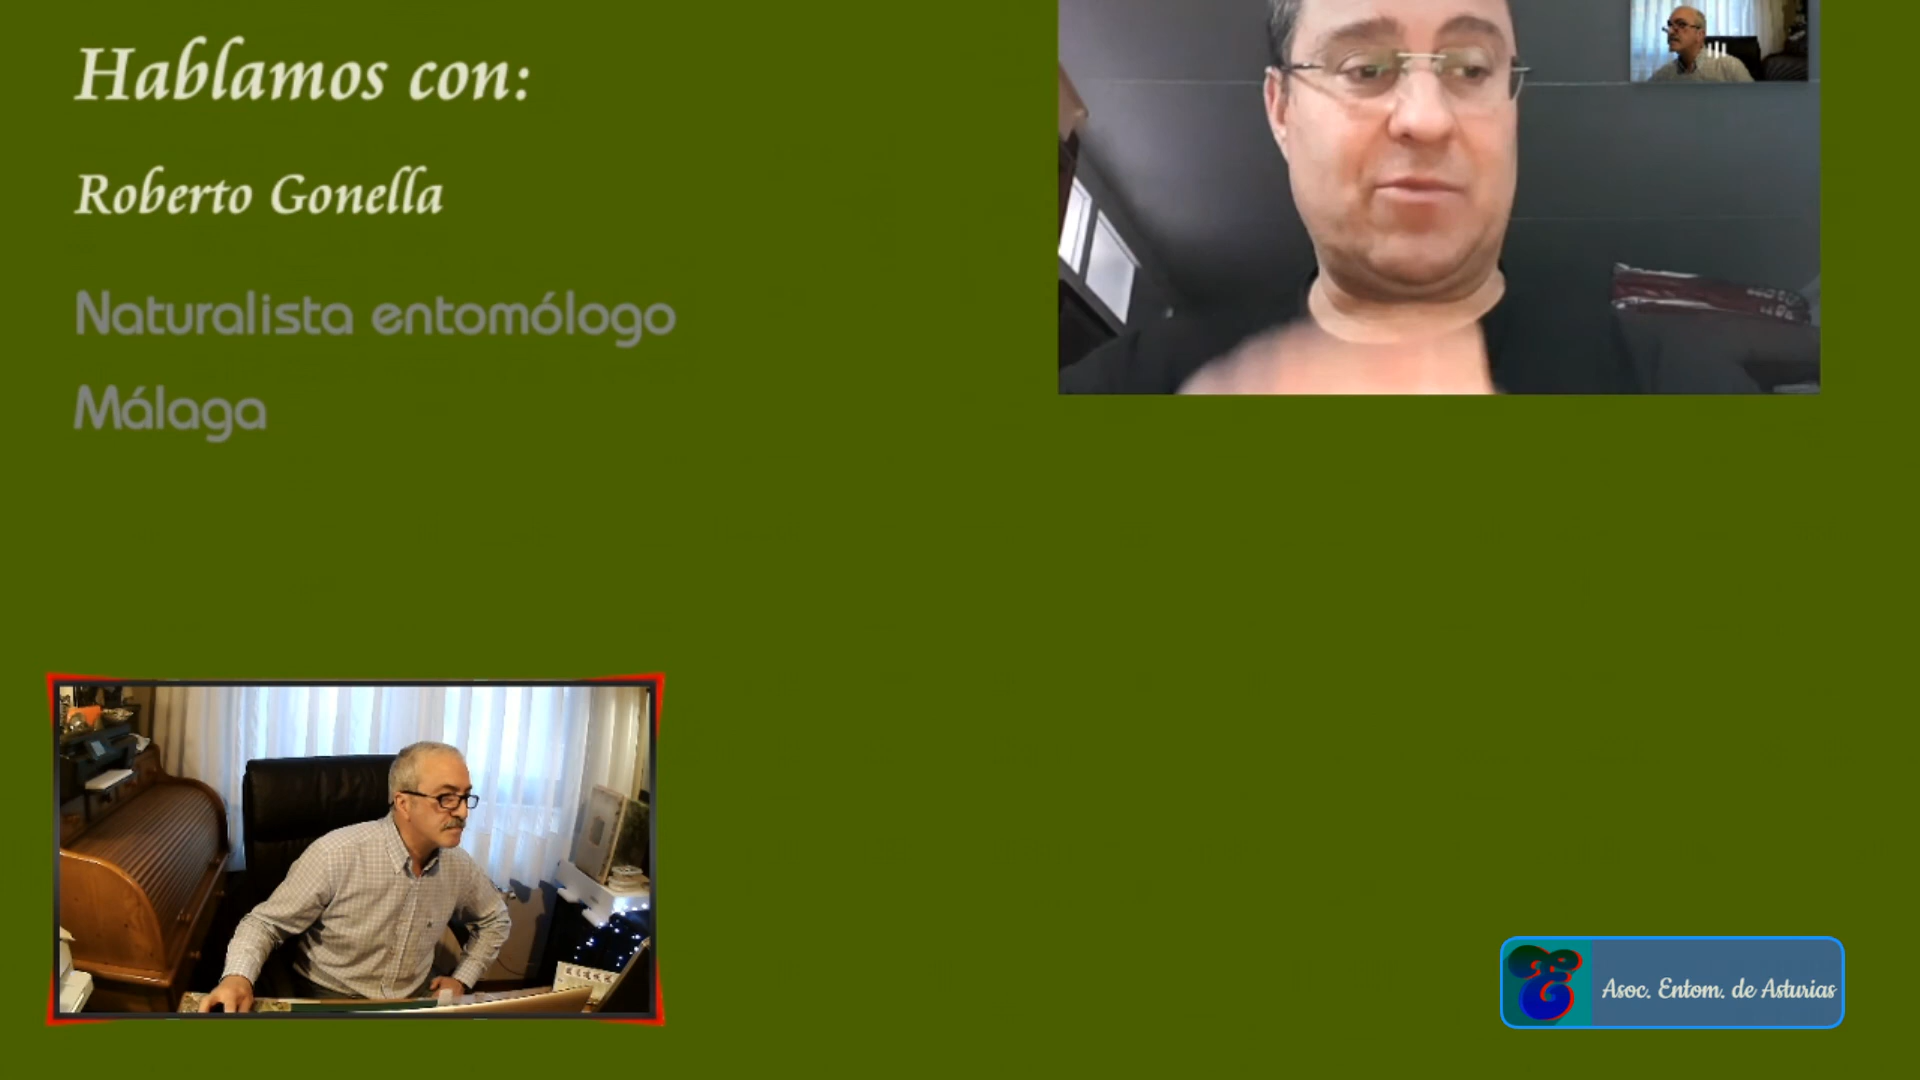 Hablamos con:
Roberto Gonella
Naturalista entomólogo
Málaga
Asoc. Entom. de Asturias